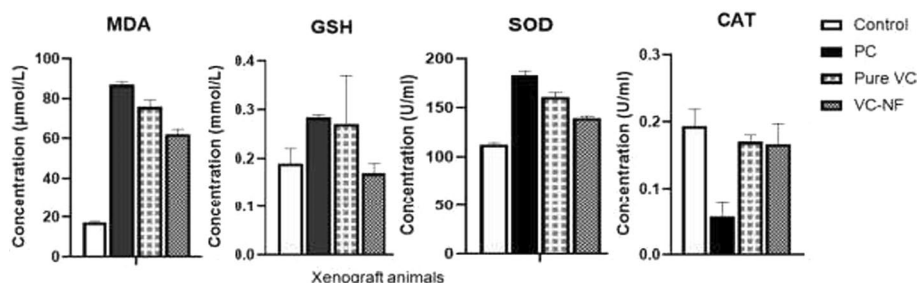 MDA
GSH
SOD
CAT
Control
PC
Pure VC
VC-NF
Concentration (µmol/L)
100
80
60
40
20
0
Concentration (mmol/L)
0.4
0.3
0.2
0.1
0.0
Concentration (U/ml)
200
150
100
50
0
Concentration (U/ml)
0.3
0.2
0.1
0.0
Xenograft animals